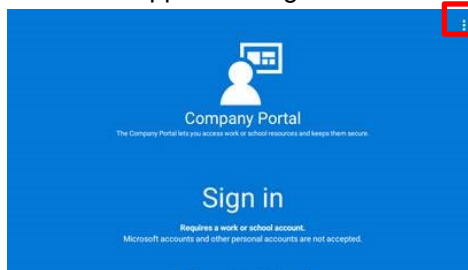 Company Portal
The Company Portal lets you access work or school resources and keeps them secure.
Sign in
Requires a work or school account.
Microsoft accounts and other personal accounts are not accepted.